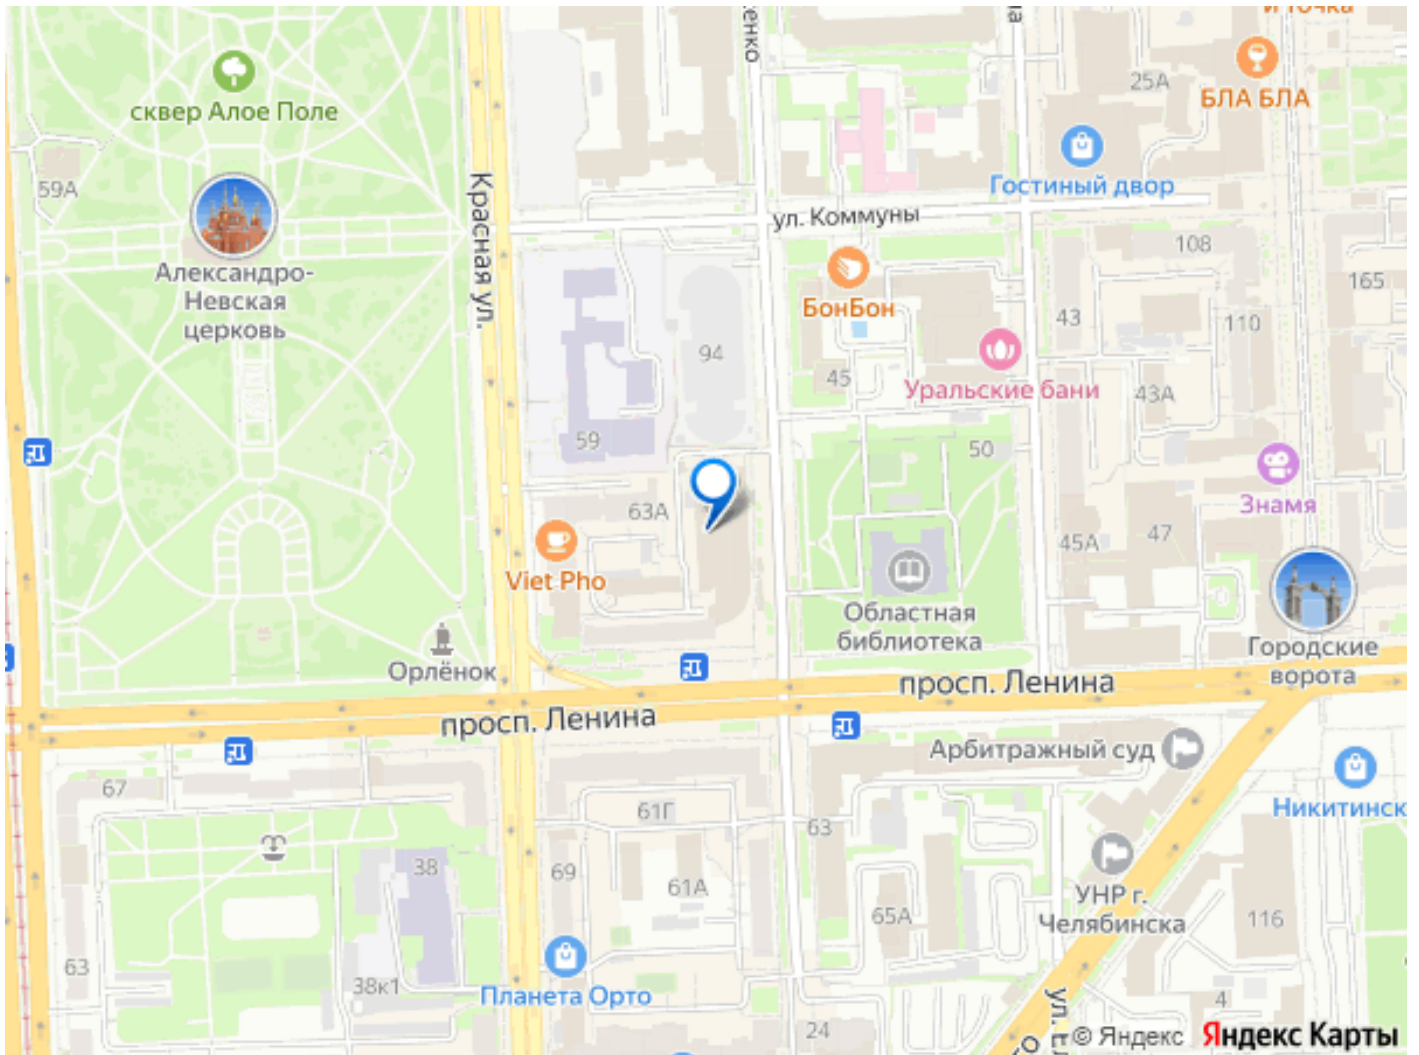 и точка
25А
БЛА БЛА
сквер Алое Поле
59А
Гостиный двор
Красная ул.
ул. Коммуны
108
Александро-
Невская
церковь
БонБон
165
43
110
94
45
Уральские бани
43А
59
50
Знамя
63А
45А
47
Viet Pho
Областная
библиотека
Орлёнок
Городские
ворота
просп. Ленина
просп. Ленина
Арбитражный суд
67
61Г
63
Никитинск
38
69
61А
УНР г.
Челябинска
65А
116
63
38к1
Планета Орто
4
24
ул.
© Яндекс
Яндекс Карты